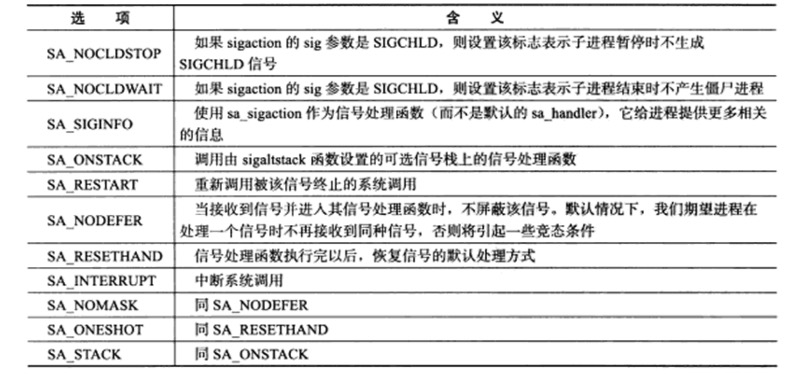 选 项 含 义
SA_NOCLDSTOP 如果 sigaction 的 sig 参数是 SIGCHLD，则设置该标志表示子进程暂停时不生成
SIGCHLD 信号
SA_NOCLDWAIT 如果 sigaction 的 sig 参数是 SIGCHLD，则设置该标志表示子进程结束时不产生僵尸进程
SA_SIGINFO 使用 sa_sigaction 作为信号处理函数（而不是默认的 sa_handler），它给进程提供更多相关
的信息
SA_ONSTACK 调用由 sigaltstack 函数设置的可选信号栈上的信号处理函数
SA_RESTART 重新调用被该信号终止的系统调用
SA_NODEFER 当接收到信号并进入其信号处理函数时，不屏蔽该信号。默认情况下，我们期望进程在
处理一个信号时不再接收到同种信号，否则将引起一些竞态条件
SA_RESETHAND 信号处理函数执行完以后，恢复信号的默认处理方式
SA_INTERRUPT 中断系统调用
SA_NOMASK 同 SA_NODEFER
SA_ONESHOT 同 SA_RESETHAND
SA_STACK 同 SA_ONSTACK